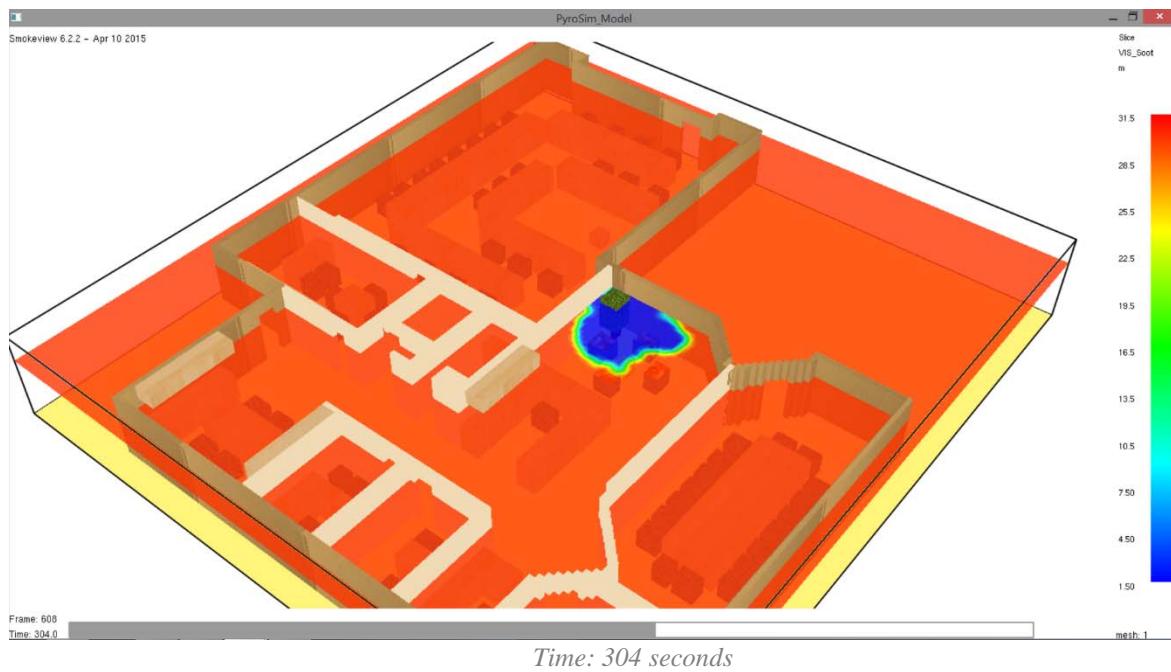 PyroSim_Model
Smokeview 6.2.2 - Apr 10 2015
Slice
VIS_Soot
m
31.5
28.5
25.5
22.5
19.5
16.5
13.5
10.5
7.50
4.50
1.50
Frame: 608
Time: 304.0
mesh: 1
Time: 304 seconds